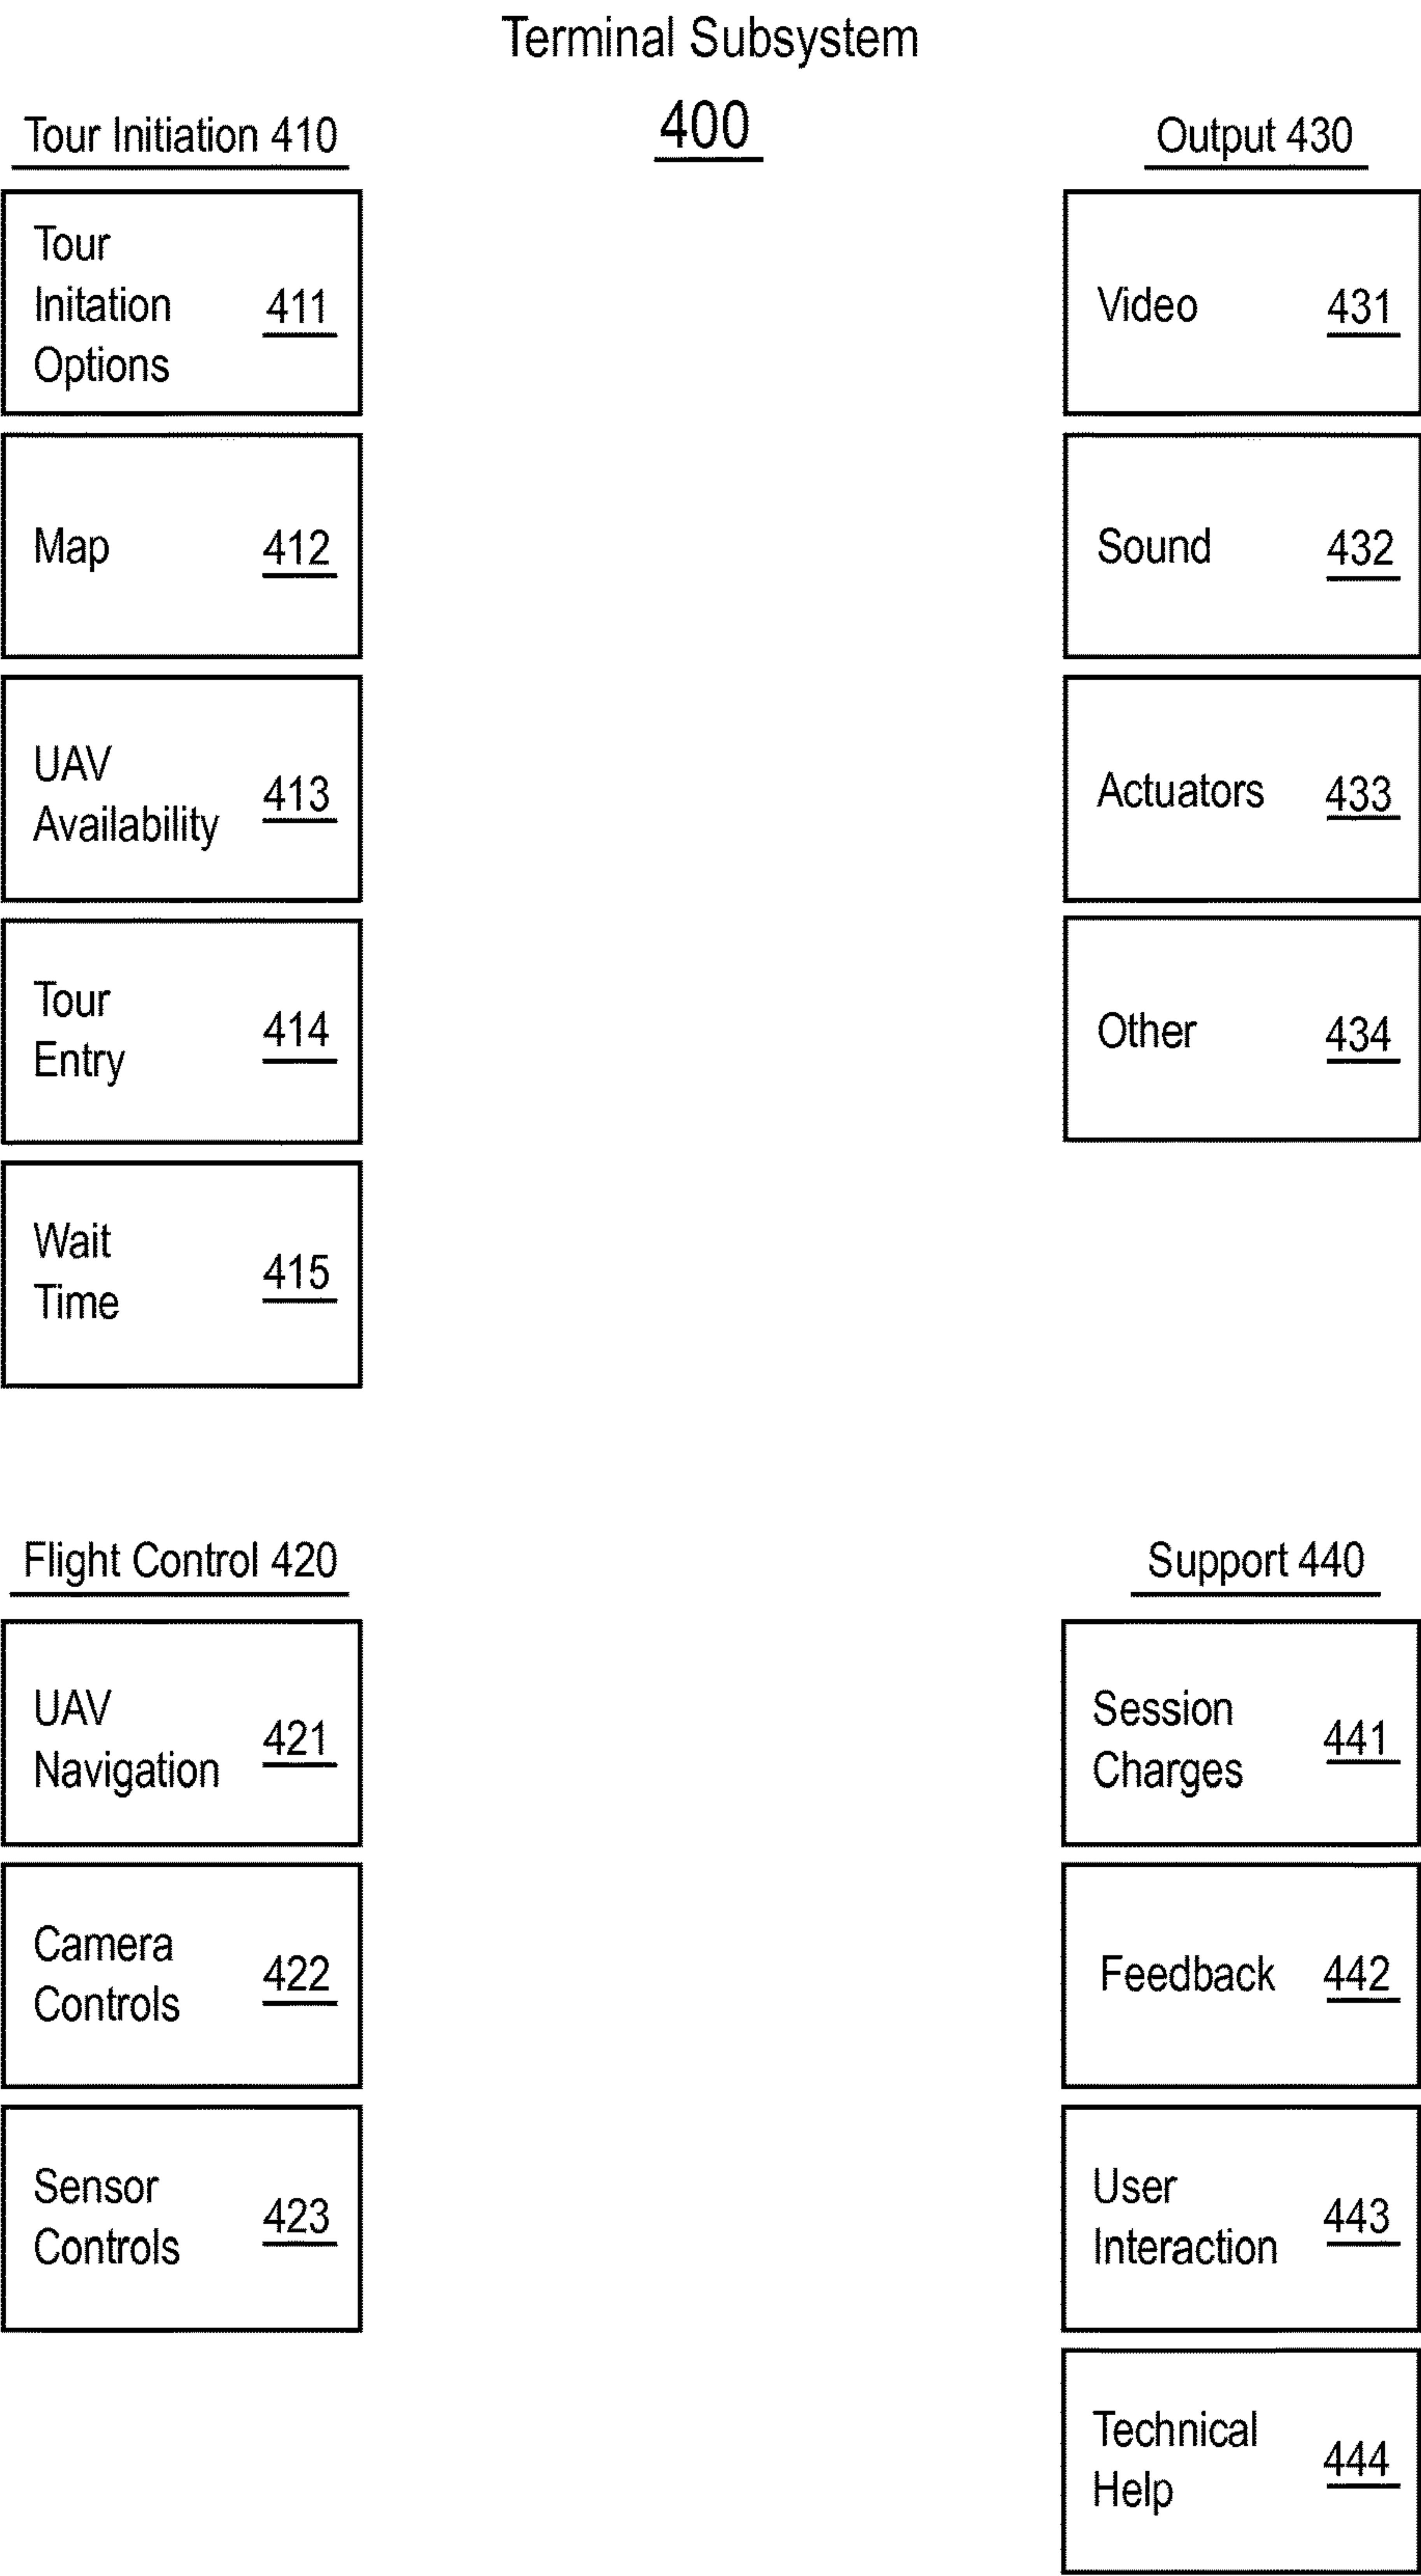 Terminal Subsystem
400
Tour Initiation 410
Tour
Initation
Options
411
Map 412
UAV
Availability
413
Tour
Entry
414
Wait
Time
415
Output 430
Video 431
Sound 432
Actuators 433
Other 434
Flight Control 420
UAV
Navigation
421
Camera
Controls
422
Sensor
Controls
423
Support 440
Session
Charges
441
Feedback 442
User
Interaction
443
Technical
Help
444